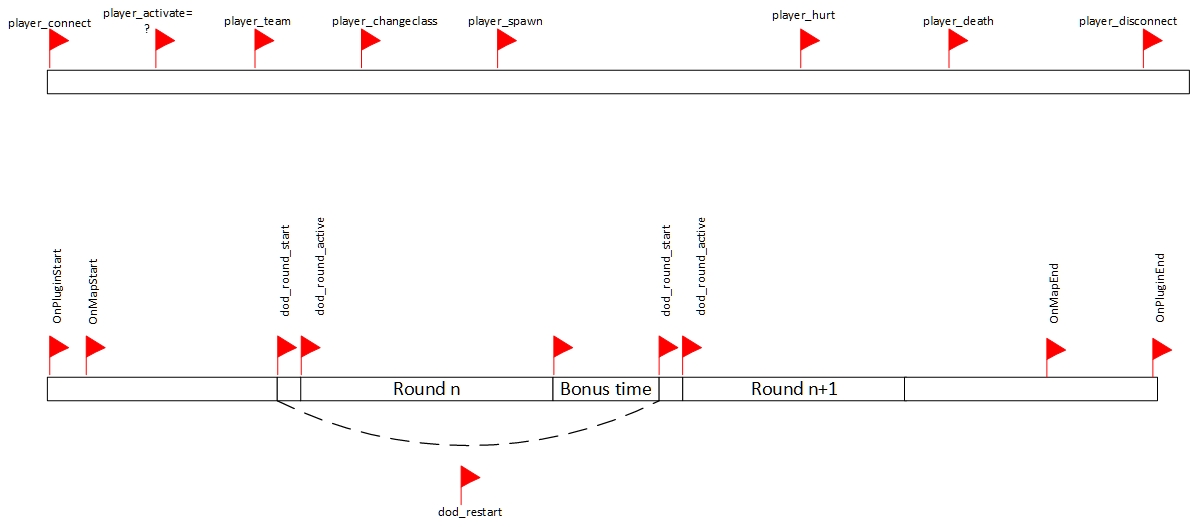 player_connect
player_activate=
?
player_team
player_changeclass
player_spawn
player_hurt
player_death
player_disconnect
OnPluginStart
OnMapStart
dod_round_start
dod_round_active
dod_round_start
dod_round_active
OnMapEnd
OnPluginEnd
Round n
Bonus time
Round n+1
dod_restart